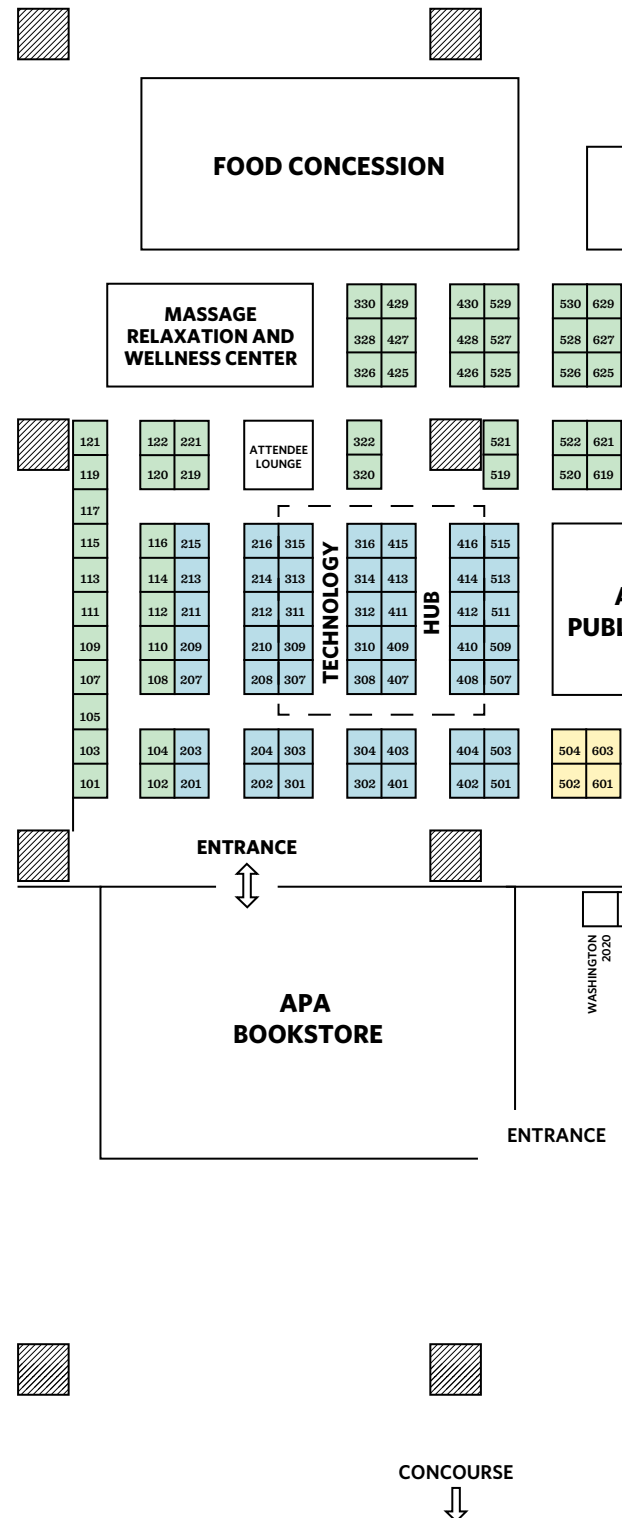 FOOD CONCESSION
MASSAGE
RELAXATION AND
WELLNESS CENTER
330 429 430 529 530 629
328 427 428 527 528 627
326 425 426 525 526 625
121 122 221 ATTENDEE 322 521 522 621
119 120 219 LOUNGE 320 519 520 619
117
115 116 215 216 315 316 415 416 515
113 114 213 214 313 314 413 414 513
111 112 211 212 311 312 411 412 511
109 110 209 210 309 310 409 410 509
107 108 207 208 307 308 407 408 507
TECHNOLOGY
HUB
A
PUBL
105
103 104 203 204 303 304 403 404 503 504 603
101 102 201 202 301 302 401 402 501 502 601
ENTRANCE
WASHINGTON
2020
APA
BOOKSTORE
ENTRANCE
CONCOURSE